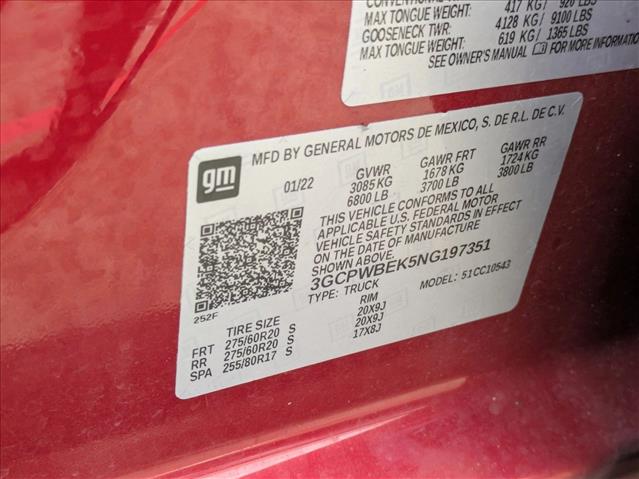 CONVENTIONAL 417 KG / 920 LBS
MAX TONGUE WEIGHT: 417 KG / 920 LBS
GOOSENECK TWR: 4128 KG / 9100 LBS
MAX TONGUE WEIGHT: 619 KG / 1365 LBS
SEE OWNER'S MANUAL FOR MORE INFORMATION
gm
MFD BY GENERAL MOTORS DE MEXICO, S. DE R.L. DE C.V.
01/22 GVWR GAWR FRT GAWR RR
3085 KG 1678 KG 1724 KG
6800 LB 3700 LB 3800 LB
THIS VEHICLE CONFORMS TO ALL
APPLICABLE U.S. FEDERAL MOTOR
VEHICLE SAFETY STANDARDS IN EFFECT
ON THE DATE OF MANUFACTURE
SHOWN ABOVE.
3GCPWBEK5NG197351
TYPE: TRUCK MODEL: 51CC10543
252F
TIRE SIZE RIM
FRT 275/60R20 S 20X9J
RR 275/60R20 S 20X9J
SPA 255/80R17 S 17X8J